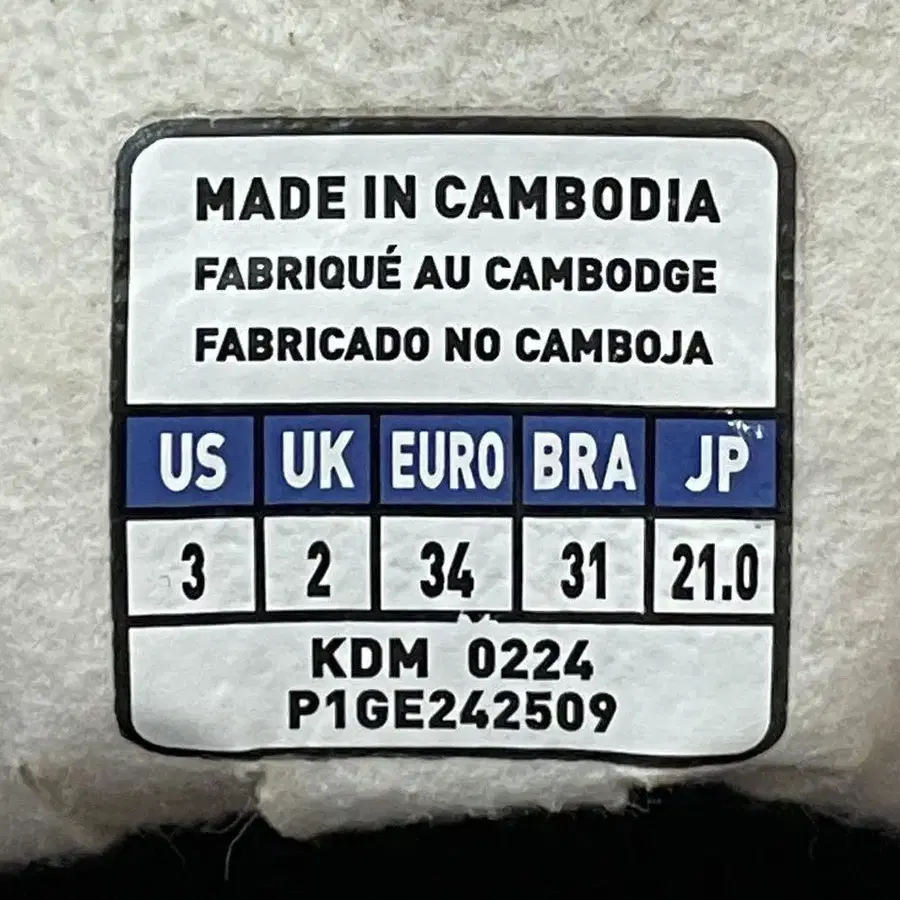 MADE IN CAMBODIA
FABRIQUÉ AU CAMBODGE
FABRICADO NO CAMBOJA
US UK EURO BRA JP
3 2 34 31 21.0
KDM 0224
P1GE242509